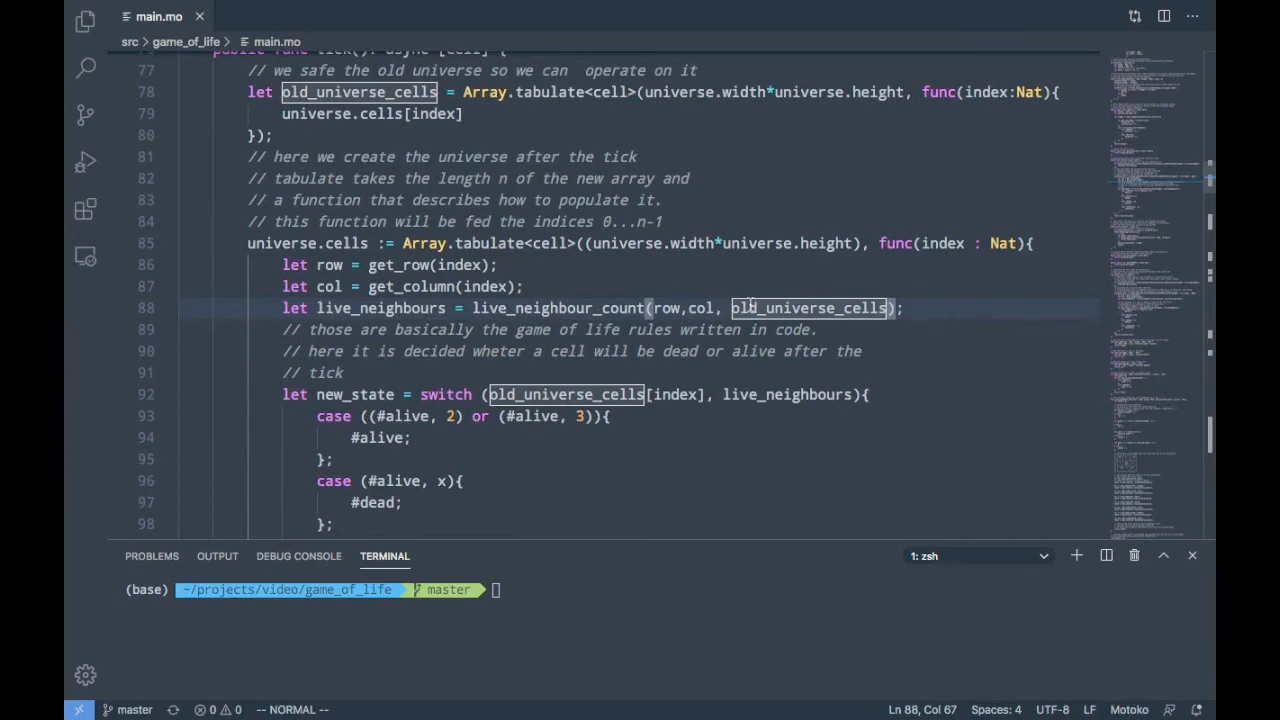 main.mo
src > game_of_life > main.mo
public func tick(): async [cell] {
77 // we safe the old universe so we can  operate on it
78 let old_universe_cells = Array.tabulate<cell>(universe.width*universe.height, func(index:Nat){
79 universe.cells[index]
80 });
81 // here we create the universe after the tick
82 // tabulate takes the length n of the new array and
83 // a function that desribes how to populate it.
84 // this function will be fed the indices 0...n-1
85 universe.cells := Array.tabulate<cell>((universe.width*universe.height), func(index : Nat){
86 let row = get_row(index);
87 let col = get_column(index);
88 let live_neighbours = live_neighbour_count(row,col, old_universe_cells);
89 // those are basically the game of life rules written in code.
90 // here it is decided wheter a cell will be dead or alive after the
91 // tick
92 let new_state = switch (old_universe_cells[index], live_neighbours){
93 case ((#alive, 2) or (#alive, 3)){
94 #alive;
95 };
96 case (#alive, x){
97 #dead;
98 };
PROBLEMS OUTPUT DEBUG CONSOLE TERMINAL 1: zsh
(base) ~/projects/video/game_of_life master
master 0 0 -- NORMAL -- Ln 88, Col 67 Spaces: 4 UTF-8 LF Motoko